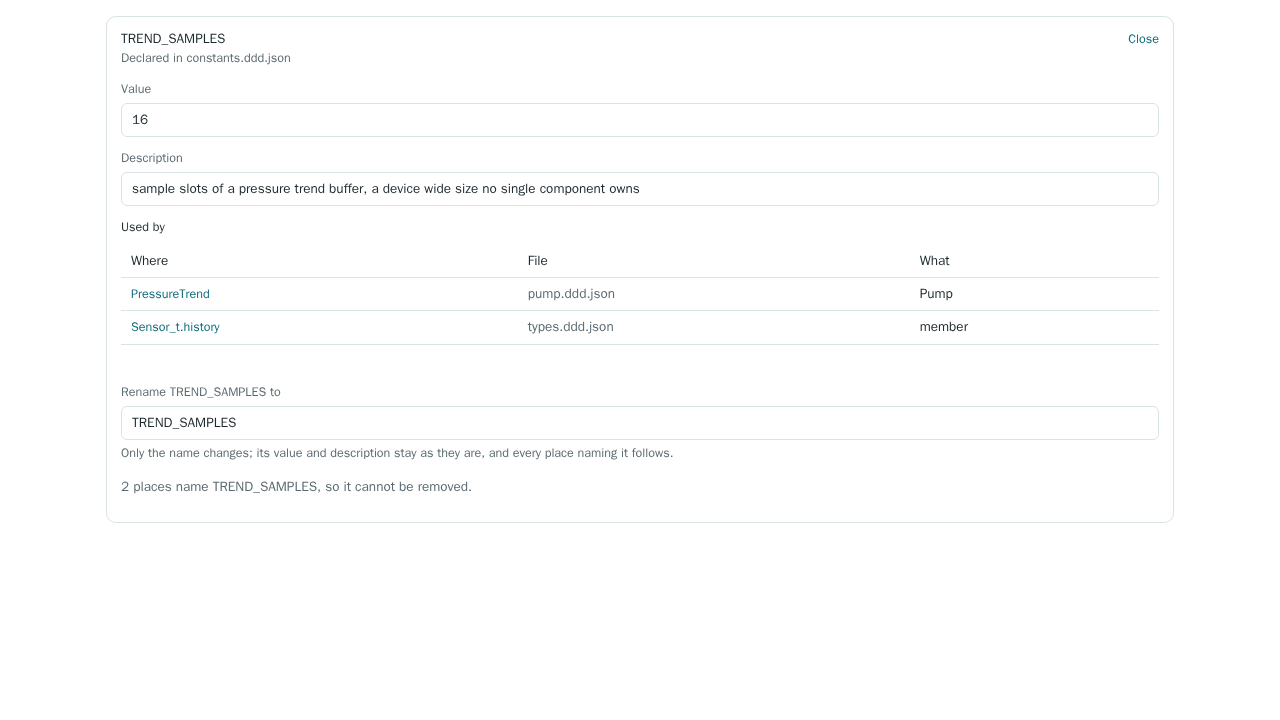 TREND_SAMPLES
Close
Declared in constants.ddd.json
Value
16
Description
sample slots of a pressure trend buffer, a device wide size no single component owns
Used by
Where File What
PressureTrend pump.ddd.json Pump
Sensor_t.history types.ddd.json member
Rename TREND_SAMPLES to
TREND_SAMPLES
Only the name changes; its value and description stay as they are, and every place naming it follows.
2 places name TREND_SAMPLES, so it cannot be removed.